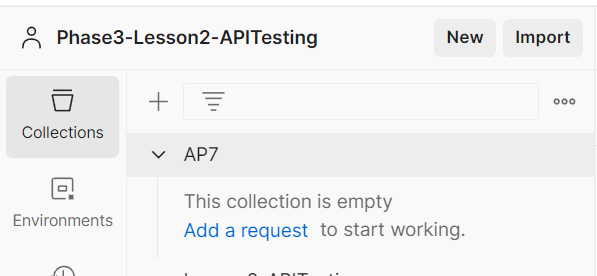 Phase3-Lesson2-APITesting
New
Import
Collections
AP7
This collection is empty
Add a request to start working.
Environments